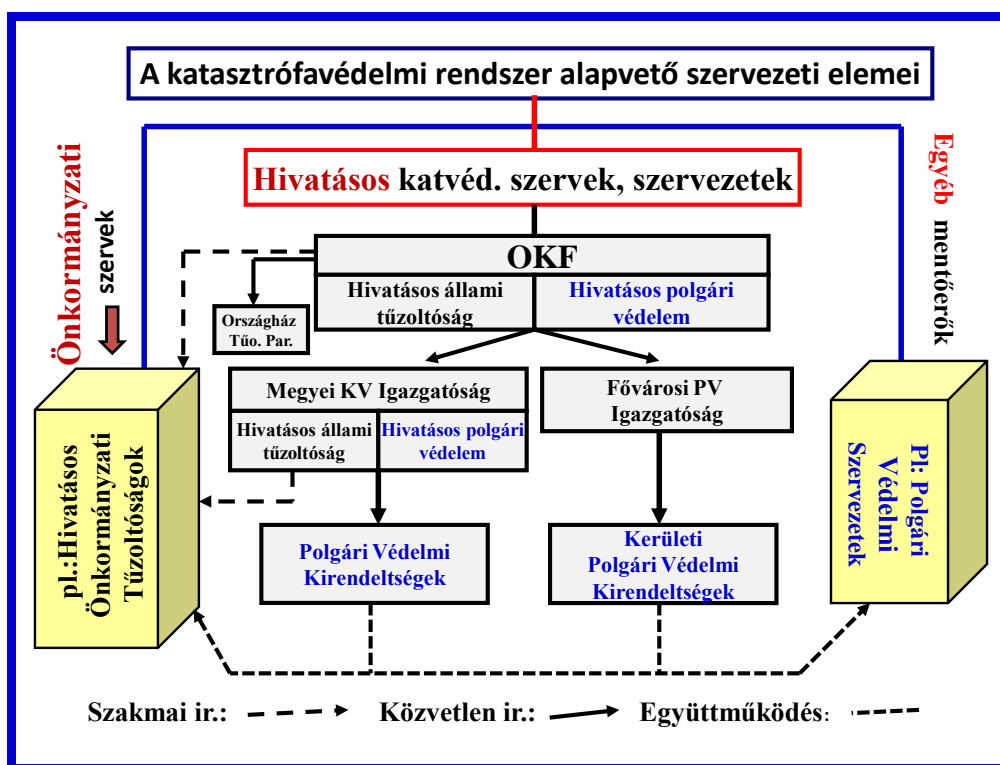 A katasztrófavédelmi rendszer alapvető szervezeti elemei
Önkormányzati
szervek
Egyéb mentőerők
Hivatásos katvéd. szervek, szervezetek
OKF
Hivatásos állami
tűzoltóság
Hivatásos polgári
védelem
Országház
Tűo. Par.
Megyei KV Igazgatóság
Hivatásos állami
tűzoltóság
Hivatásos polgári
védelem
Fővárosi PV
Igazgatóság
pl.:Hivatásos
Önkormányzati
Tűzoltóságok
Pl: Polgári
Védelmi
Szervezetek
Polgári Védelmi
Kirendeltségek
Kerületi
Polgári Védelmi
Kirendeltségek
Szakmai ir.: Közvetlen ir.: Együttműködés: